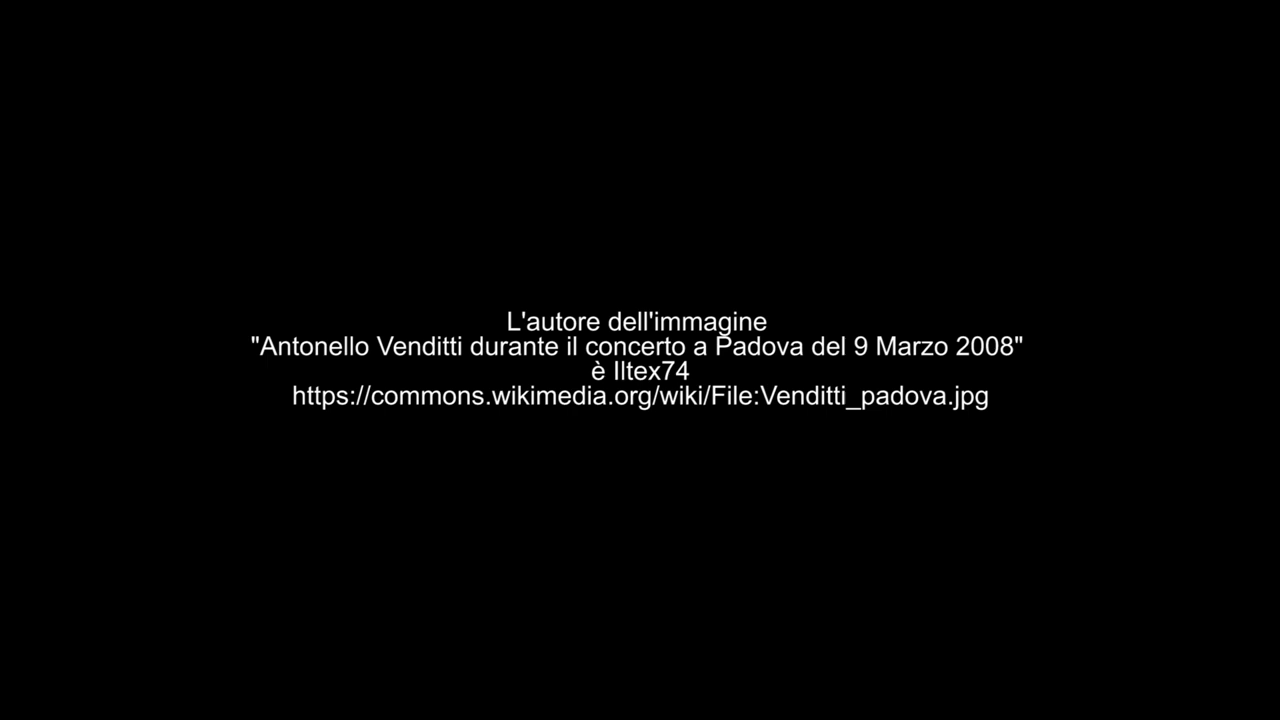 L'autore dell'immagine
"Antonello Venditti durante il concerto a Padova del 9 Marzo 2008"
è Iltex74
https://commons.wikimedia.org/wiki/File:Venditti_padova.jpg